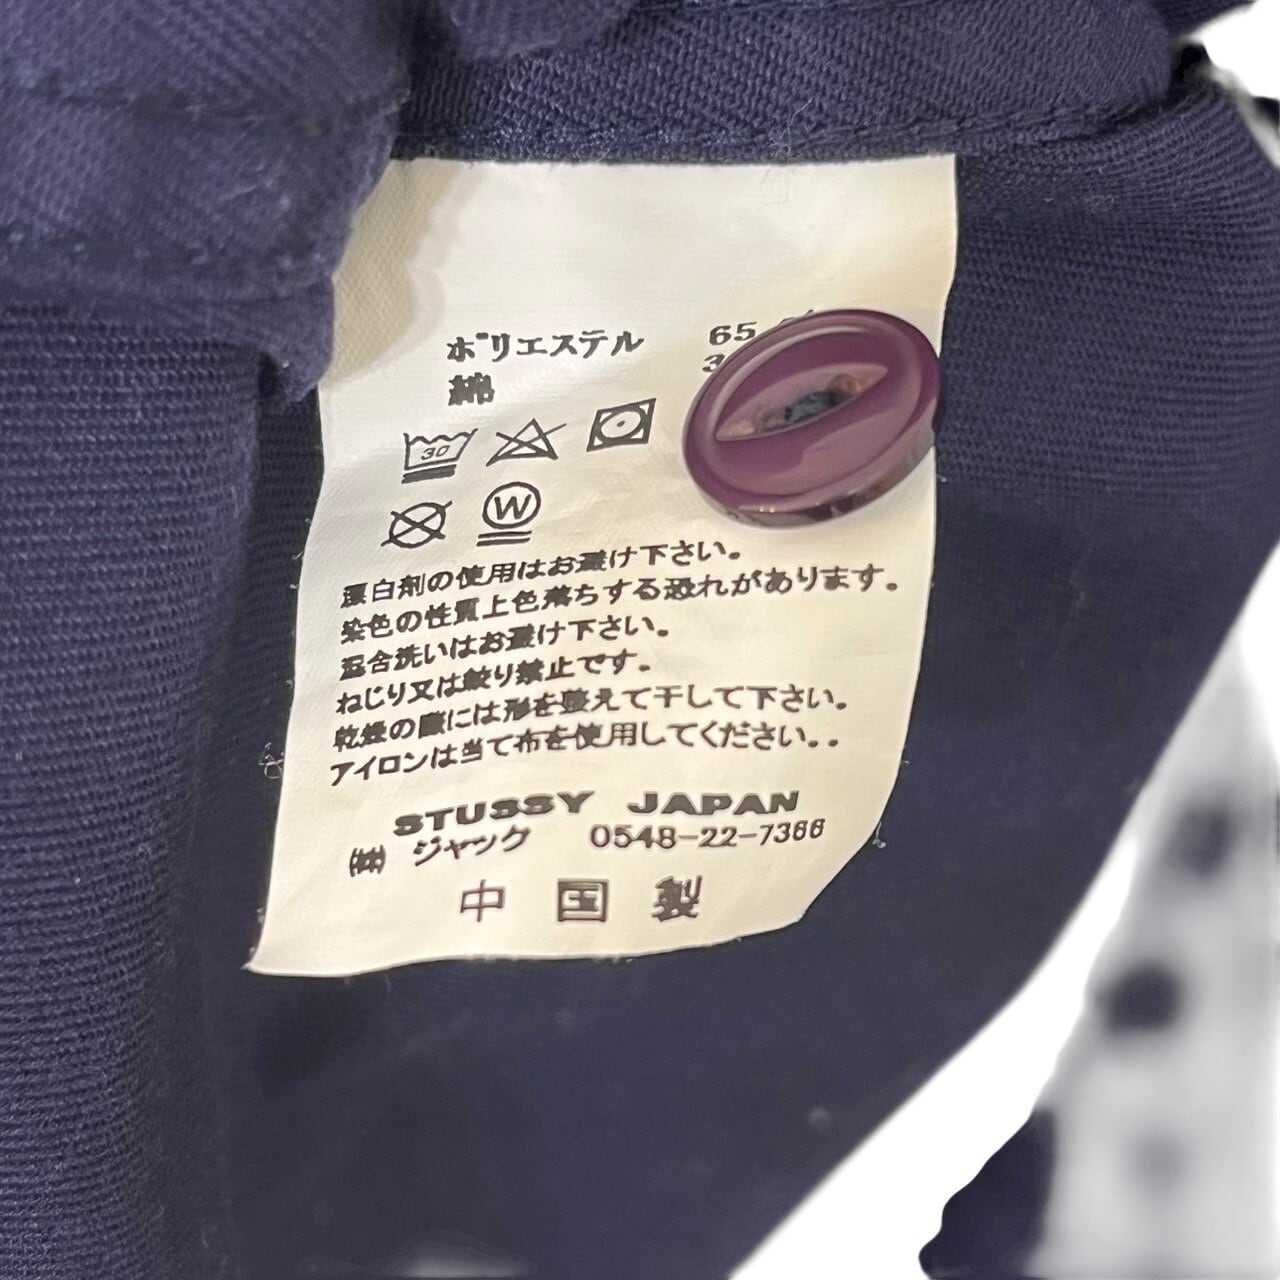 ポリエステル 65
綿 3
30
W
漂白剤の使用はお避け下さい。
染色の性質上色落ちする恐れがあります。
混合洗いはお避け下さい。
ねじり又は絞り禁止です。
乾燥の際には形を整えて干して下さい。
アイロンは当て布を使用してください。.
STUSSY JAPAN
㈱ ジャック 0548-22-7366
中国製